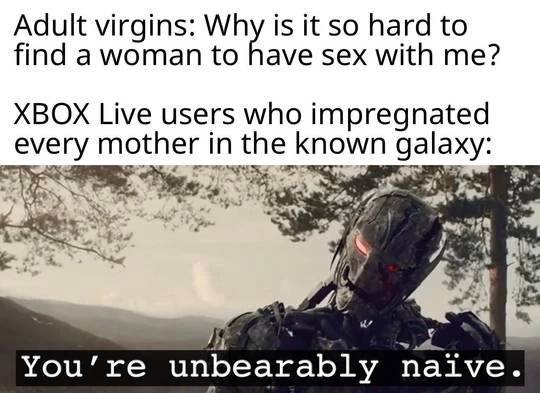 Adult virgins: Why is it so hard to
find a woman to have sex with me?
XBOX Live users who impregnated
every mother in the known galaxy:
You're unbearably naïve.